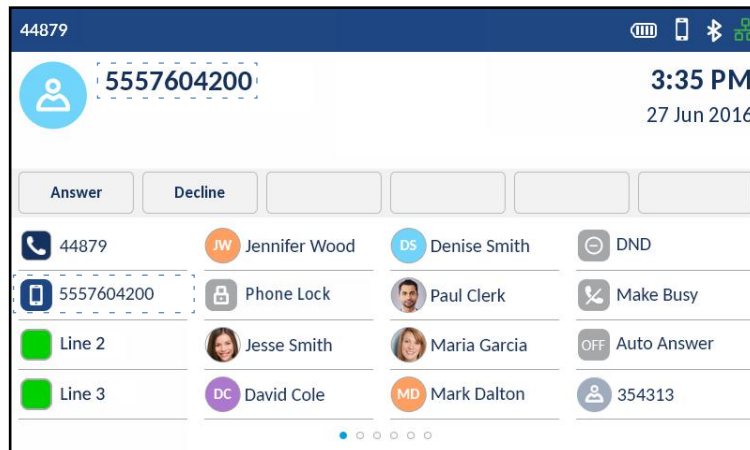 44879
5557604200
3:35 PM
27 Jun 2016
Answer Decline
44879 JW Jennifer Wood DS Denise Smith DND
5557604200 Phone Lock Paul Clerk Make Busy
Line 2 Jesse Smith Maria Garcia OFF Auto Answer
Line 3 DC David Cole MD Mark Dalton 354313